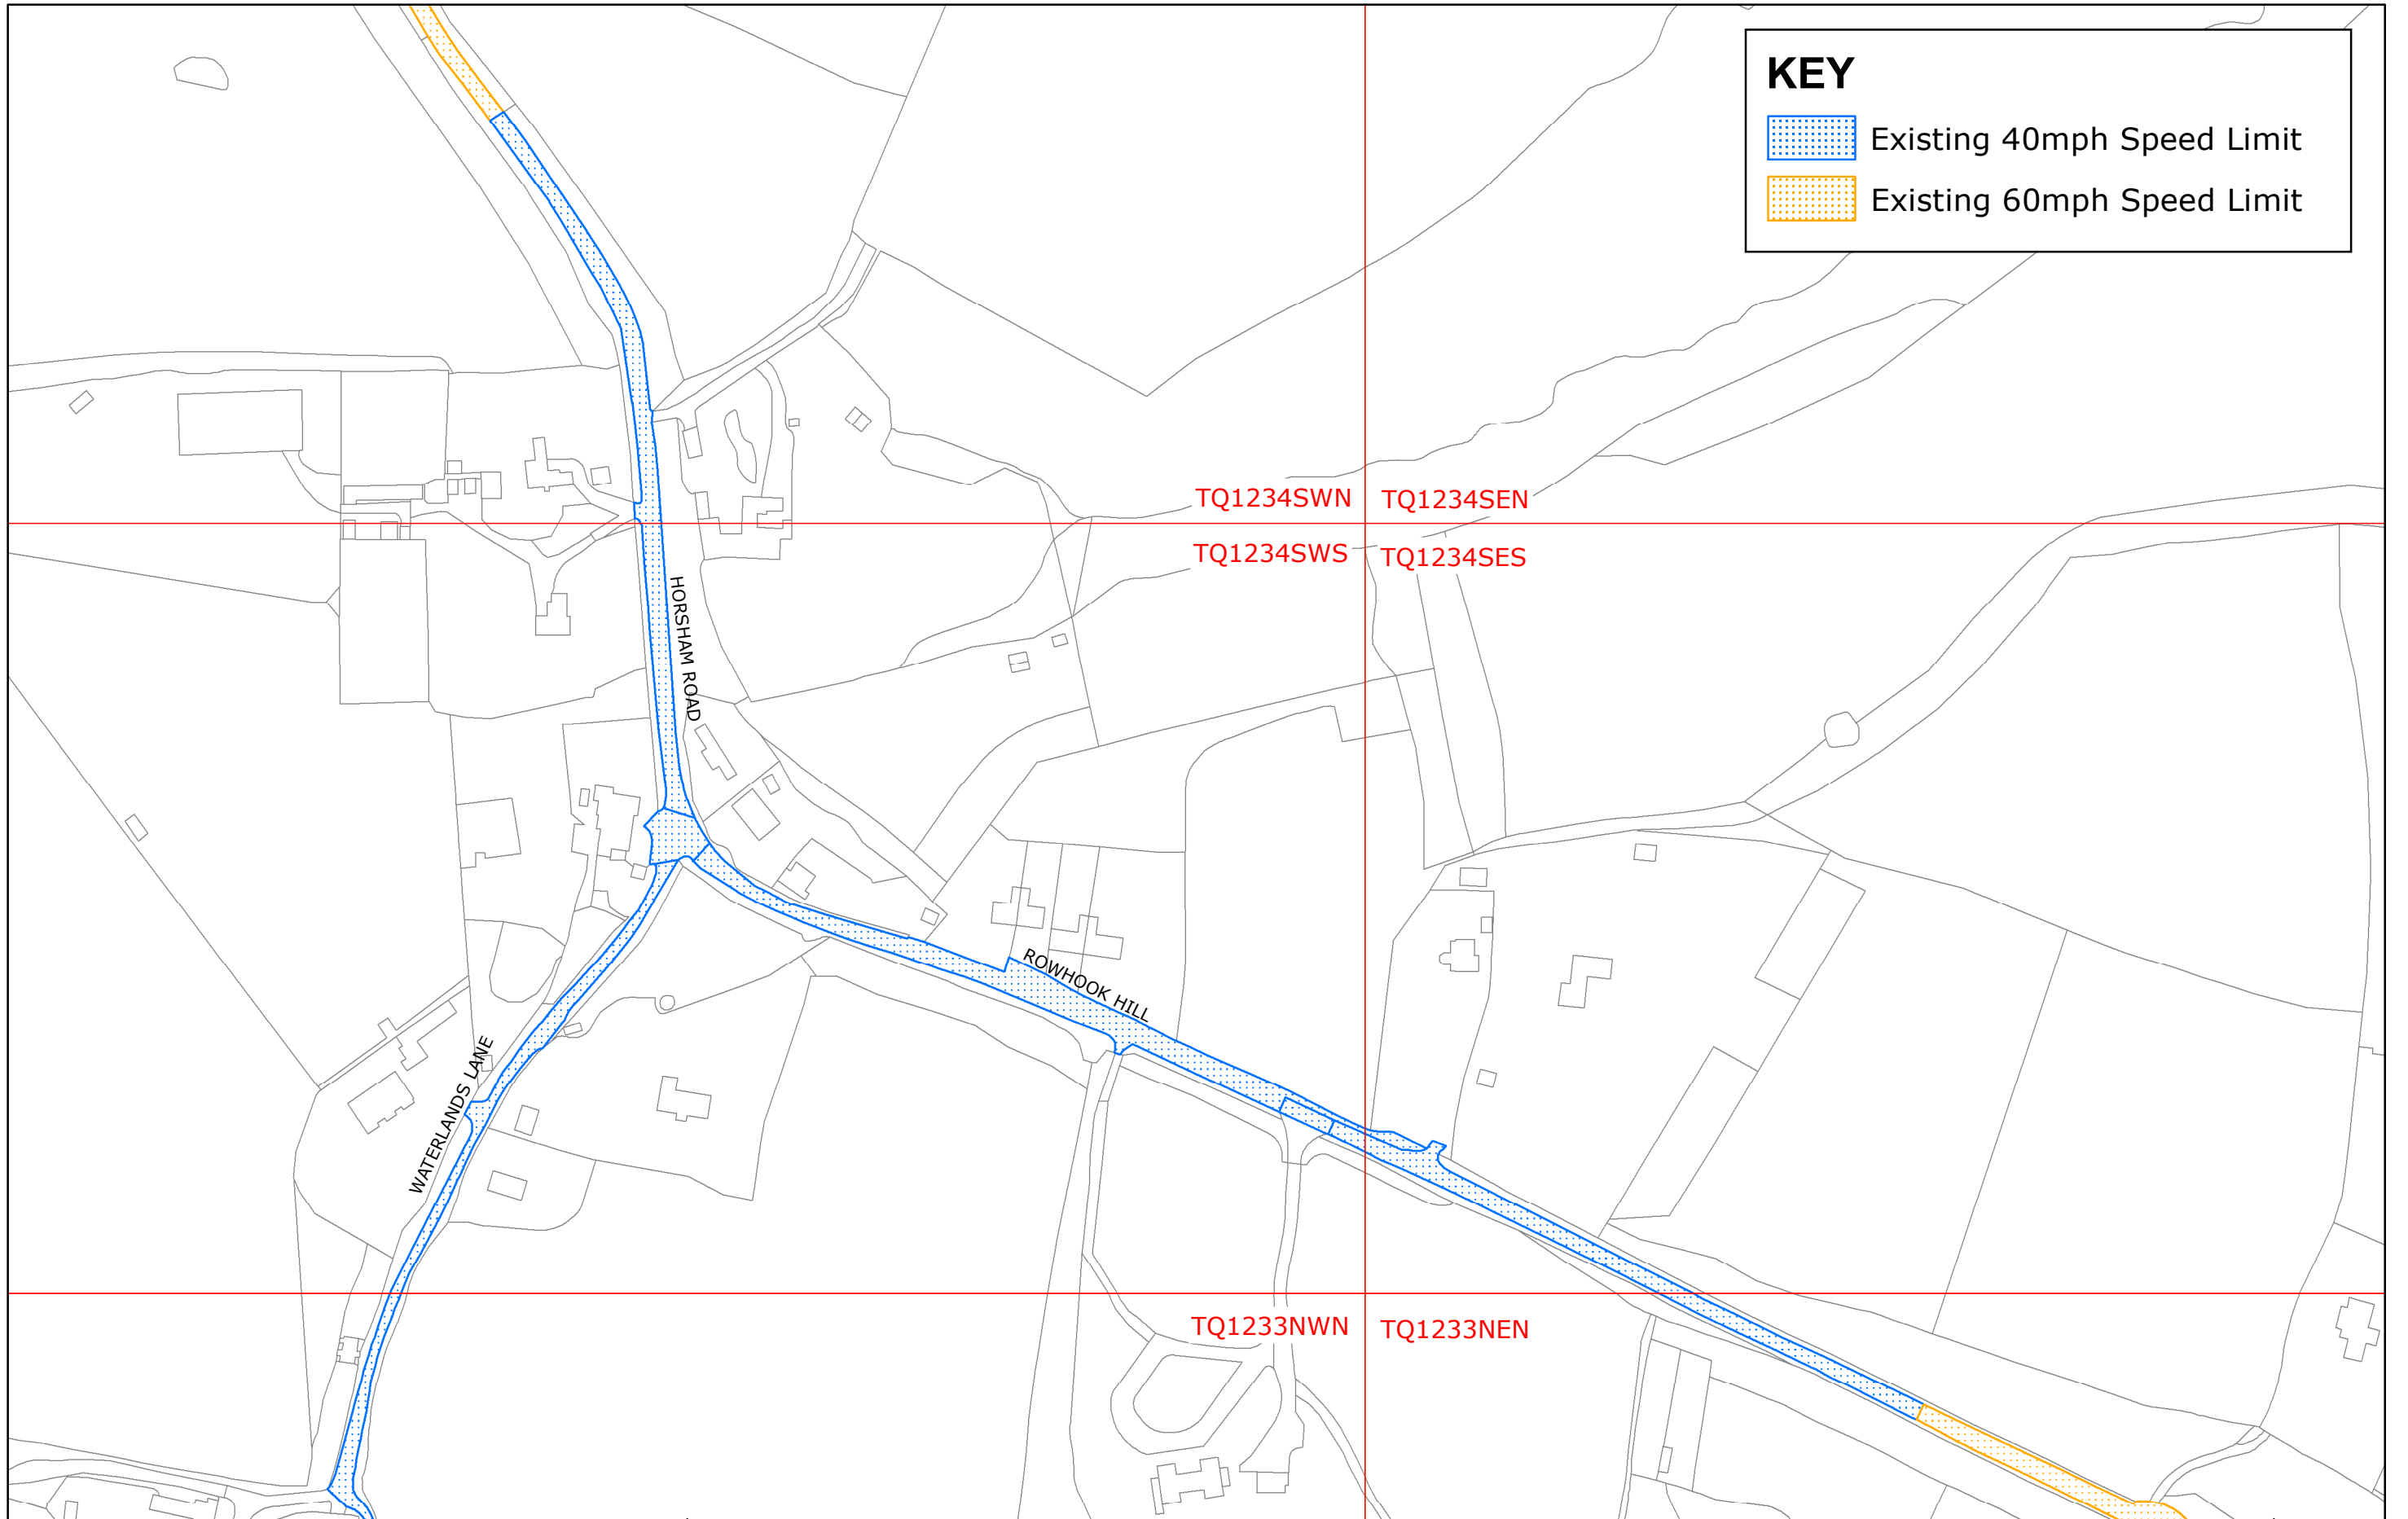 KEY
Existing 40mph Speed Limit
Existing 60mph Speed Limit
TQ1234SWN
TQ1234SEN
TQ1234SWS
TQ1234SES
HORSHAM ROAD
ROWHOOK HILL
WATERLANDS LANE
TQ1233NWN
TQ1233NEN